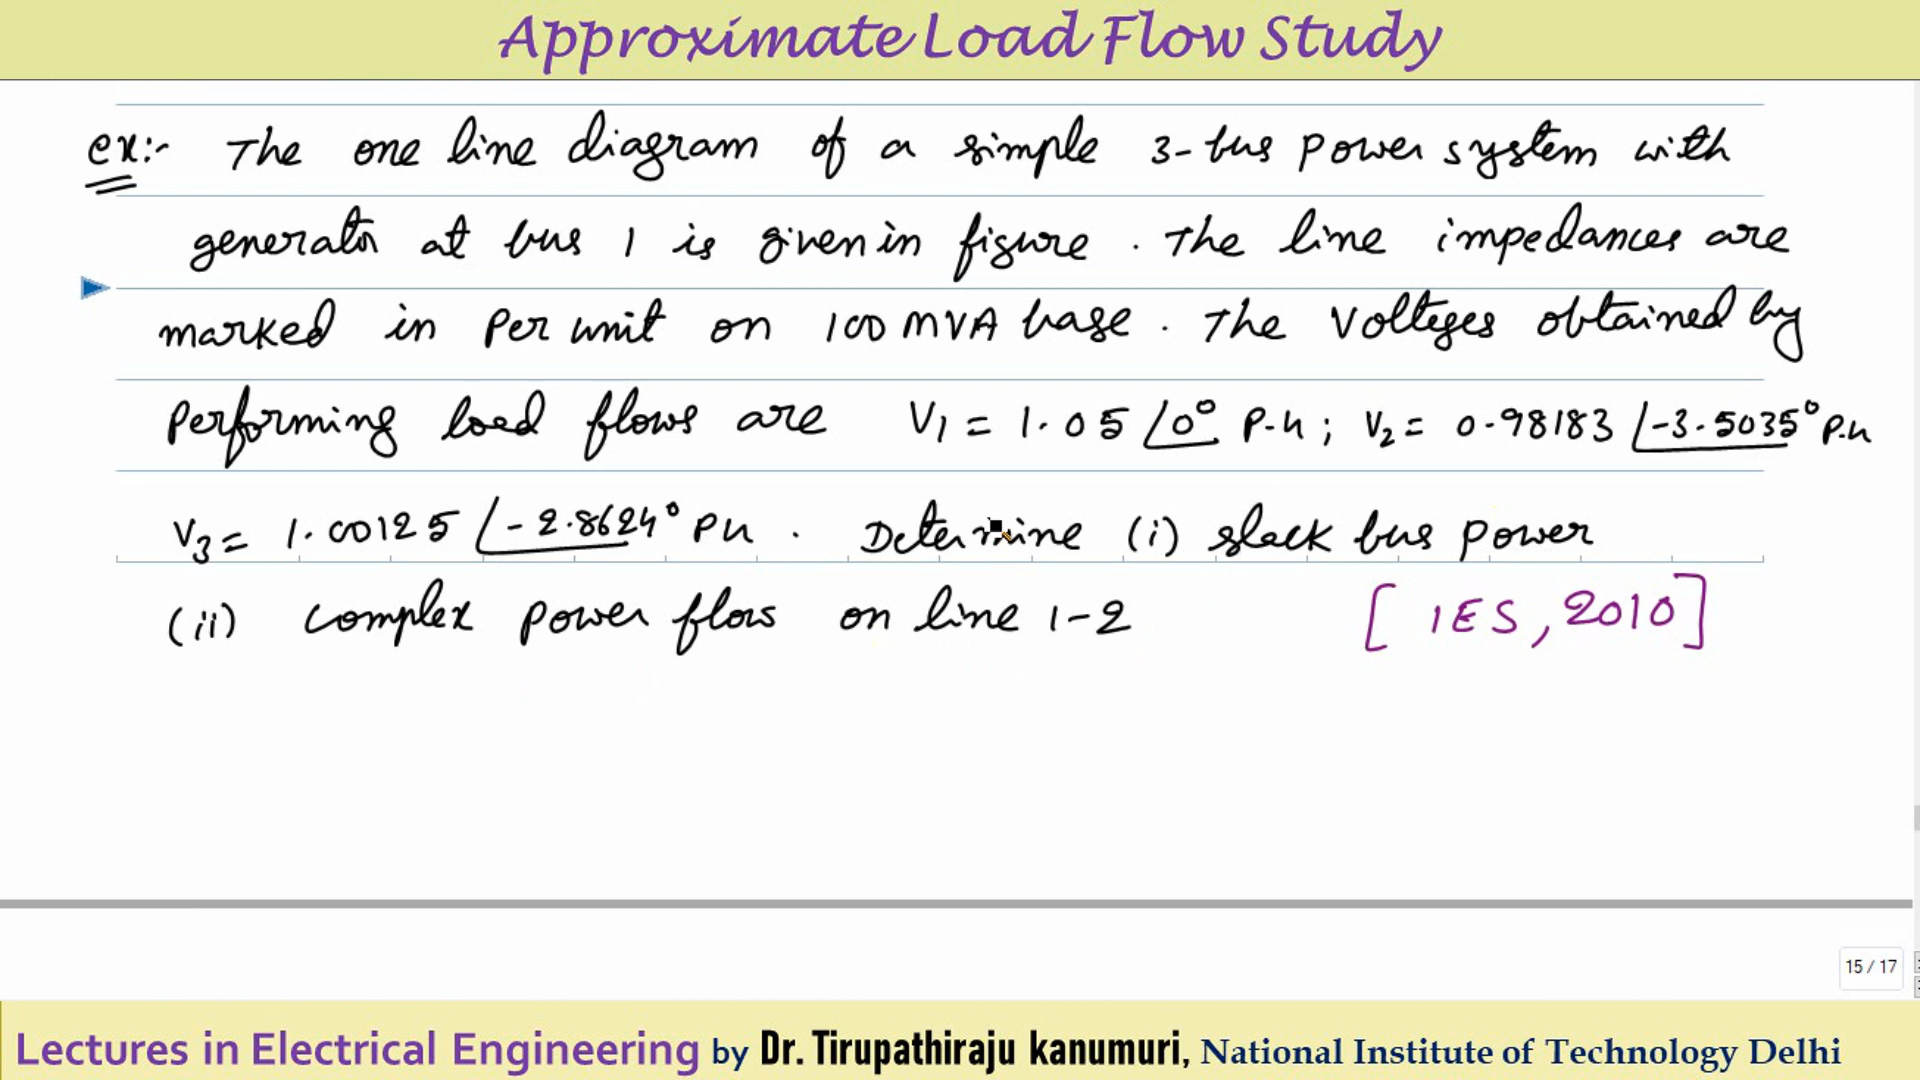 Approximate Load Flow Study
ex:- The one line diagram of a simple 3-bus power system with
generator at bus 1 is given in figure. The line impedances are
marked in per unit on 100 MVA base. The Volteges obtained by
performing load flows are V1 = 1.05 /0° P.u; V2 = 0.98183 /-3.5035° P.u
V3 = 1.00125 /-2.8624° Pu. Determine (i) slack bus power
(ii) complex power flow on line 1-2 [IES, 2010]
15 / 17
Lectures in Electrical Engineering by Dr. Tirupathiraju kanumuri, National Institute of Technology Delhi